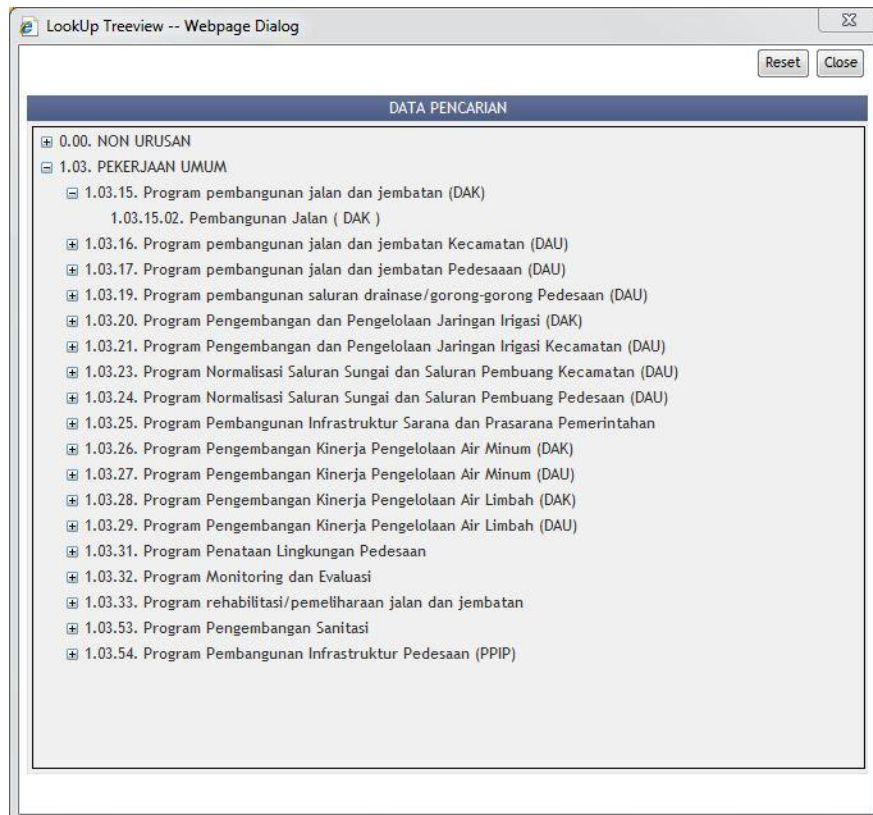 LookUp Treeview -- Webpage Dialog
Reset Close
DATA PENCARIAN
0.00. NON URUSAN
1.03. PEKERJAAN UMUM
1.03.15. Program pembangunan jalan dan jembatan (DAK)
1.03.15.02. Pembangunan Jalan ( DAK )
1.03.16. Program pembangunan jalan dan jembatan Kecamatan (DAU)
1.03.17. Program pembangunan jalan dan jembatan Pedesaaan (DAU)
1.03.19. Program pembangunan saluran drainase/gorong-gorong Pedesaan (DAU)
1.03.20. Program Pengembangan dan Pengelolaan Jaringan Irigasi (DAK)
1.03.21. Program Pengembangan dan Pengelolaan Jaringan Irigasi Kecamatan (DAU)
1.03.23. Program Normalisasi Saluran Sungai dan Saluran Pembuang Kecamatan (DAU)
1.03.24. Program Normalisasi Saluran Sungai dan Saluran Pembuang Pedesaan (DAU)
1.03.25. Program Pembangunan Infrastruktur Sarana dan Prasarana Pemerintahan
1.03.26. Program Pengembangan Kinerja Pengelolaan Air Minum (DAK)
1.03.27. Program Pengembangan Kinerja Pengelolaan Air Minum (DAU)
1.03.28. Program Pengembangan Kinerja Pengelolaan Air Limbah (DAK)
1.03.29. Program Pengembangan Kinerja Pengelolaan Air Limbah (DAU)
1.03.31. Program Penataan Lingkungan Pedesaan
1.03.32. Program Monitoring dan Evaluasi
1.03.33. Program rehabilitasi/pemeliharaan jalan dan jembatan
1.03.53. Program Pengembangan Sanitasi
1.03.54. Program Pembangunan Infrastruktur Pedesaan (PPIP)